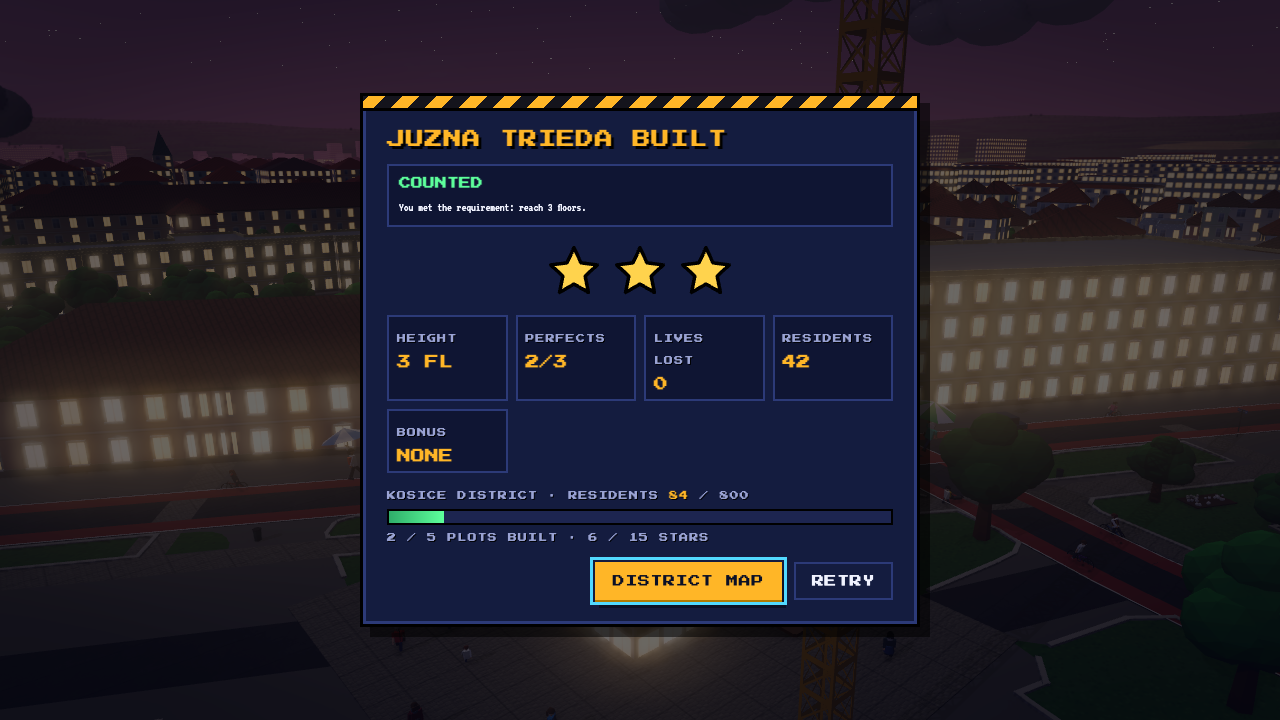 JUZNA TRIEDA BUILT
COUNTED
You met the requirement: reach 3 floors.
HEIGHT
3 FL
PERFECTS
2/3
LIVES
LOST
0
RESIDENTS
42
BONUS
NONE
KOSICE DISTRICT · RESIDENTS 84 / 800
2 / 5 PLOTS BUILT · 6 / 15 STARS
DISTRICT MAP
RETRY